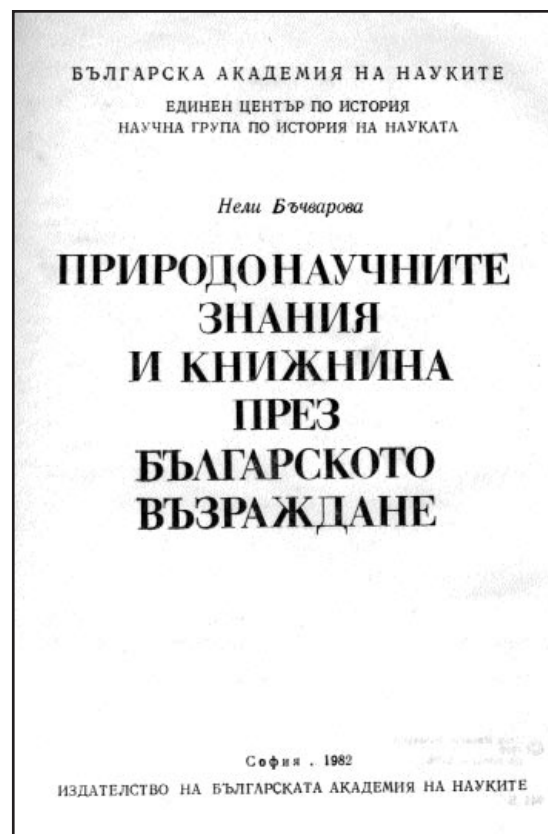 БЪЛГАРСКА АКАДЕМИЯ НА НАУКИТЕ
ЕДИНЕН ЦЕНТЪР ПО ИСТОРИЯ
НАУЧНА ГРУПА ПО ИСТОРИЯ НА НАУКАТА
Нели Бъчварова
ПРИРОДОНАУЧНИТЕ
ЗНАНИЯ
И КНИЖНИНА
ПРЕЗ
БЪЛГАРСКОТО
ВЪЗРАЖДАНЕ
София . 1982
ИЗДАТЕЛСТВО НА БЪЛГАРСКАТА АКАДЕМИЯ НА НАУКИТЕ